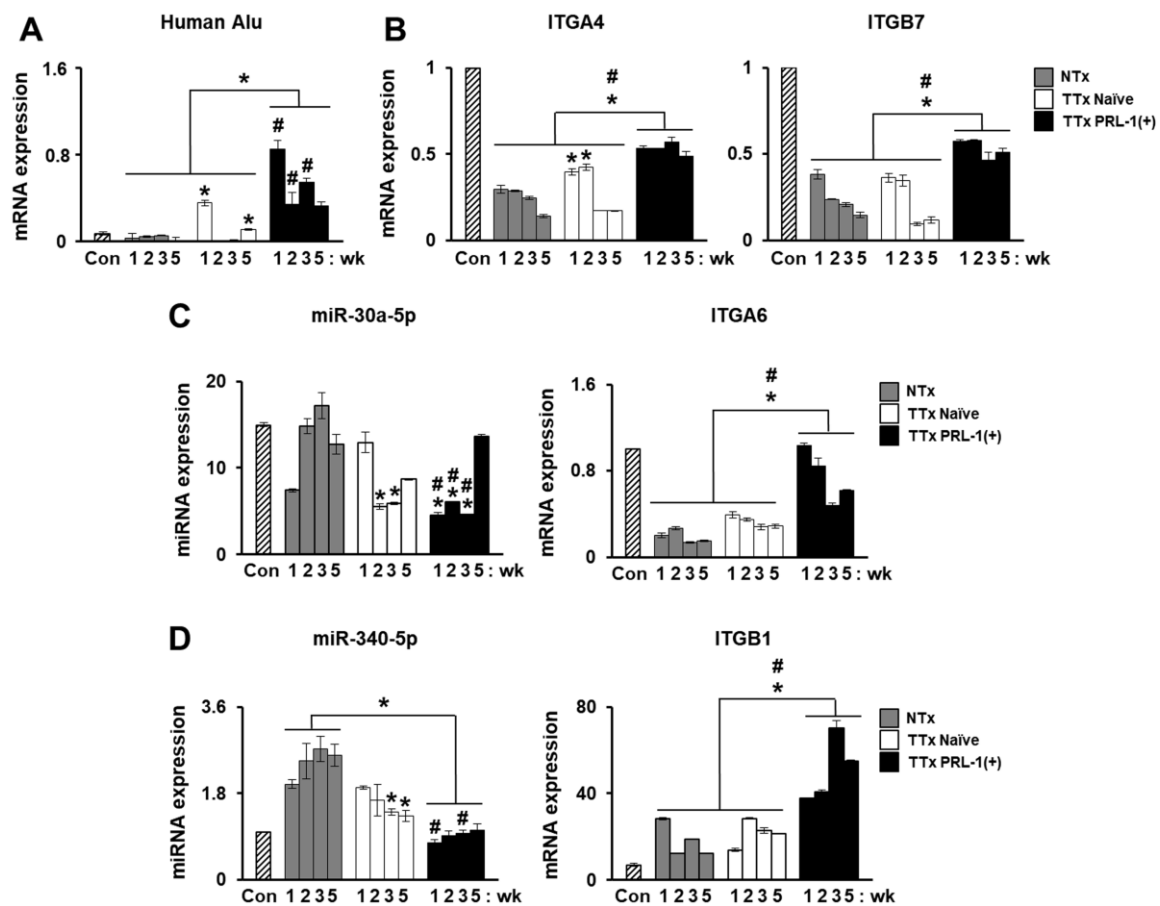 A
Human Alu
mRNA expression
1.6
0.8
0
*
*
*
#
#
#
Con 1 2 3 5 1 2 3 5 1 2 3 5 : wk
B
ITGA4
mRNA expression
1
0.5
0
#
*
* *
Con 1 2 3 5 1 2 3 5 1 2 3 5 : wk
ITGB7
1
0.5
0
#
*
Con 1 2 3 5 1 2 3 5 1 2 3 5 : wk
NTx
TTx Naïve
TTx PRL-1(+)
C
miR-30a-5p
miRNA expression
20
10
0
* *
# # #
* * *
Con 1 2 3 5 1 2 3 5 1 2 3 5 : wk
ITGA6
mRNA expression
1.6
0.8
0
#
*
Con 1 2 3 5 1 2 3 5 1 2 3 5 : wk
NTx
TTx Naïve
TTx PRL-1(+)
D
miR-340-5p
miRNA expression
3.6
1.8
0
*
* *
# #
Con 1 2 3 5 1 2 3 5 1 2 3 5 : wk
ITGB1
mRNA expression
80
40
0
#
*
Con 1 2 3 5 1 2 3 5 1 2 3 5 : wk
NTx
TTx Naïve
TTx PRL-1(+)